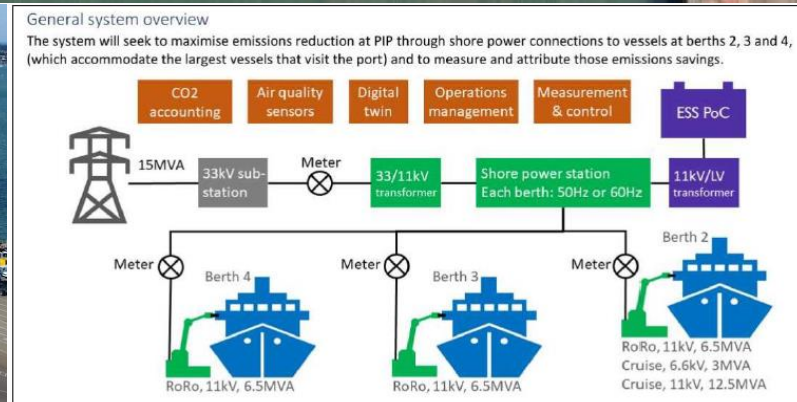 General system overview
The system will seek to maximise emissions reduction at PIP through shore power connections to vessels at berths 2, 3 and 4,
(which accommodate the largest vessels that visit the port) and to measure and attribute those emissions savings.
CO2
accounting
Air quality
sensors
Digital
twin
Operations
management
Measurement
& control
ESS PoC
15MVA
33kV sub-
station
Meter
33/11kV
transformer
Shore power station
Each berth: 50Hz or 60Hz
11kV/LV
transformer
Meter
Berth 4
RoRo, 11kV, 6.5MVA
Meter
Berth 3
RoRo, 11kV, 6.5MVA
Meter
Berth 2
RoRo, 11kV, 6.5MVA
Cruise, 6.6kV, 3MVA
Cruise, 11kV, 12.5MVA